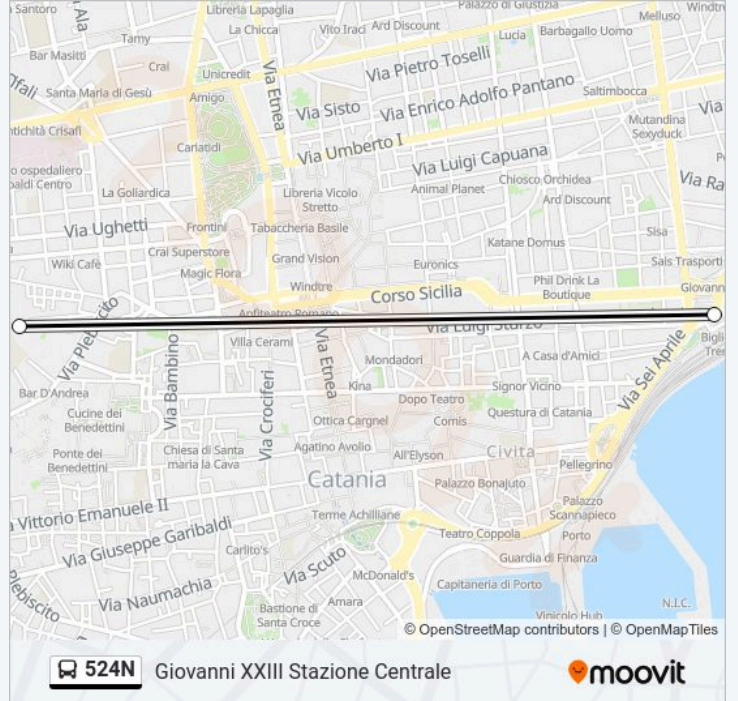 Santoro
Ala
Libreria Lapaglia
Palazzo di Giustizia
Windtre
La Chicca
Vito Iraci
Ard Discount
Melluso
Tamy
Lucia
Barbagallo Uomo
Bar Masitti
Crai
Unicredit
Via Etnea
Via Pietro Toselli
Santa Maria di Gesù
Amigo
Via Sisto
Via Enrico Adolfo Pantano
Saltimbocca
Via
Mutandina
Sexyduck
Cariatidi
Via Umberto I
Via Luigi Capuana
o ospedaliero
Centro
La Goliardica
Libreria Vicolo
Stretto
Animal Planet
Chiosco Orchidea
Ard Discount
Via Ra
Via Ughetti
Frontini
Tabaccheria Basile
Sisa
Wiki Cafè
Crai Superstore
Grand Vision
Katane Domus
Magic Flora
Euronics
Sais Trasporti
Windtre
Corso Sicilia
Phil Drink La
Boutique
Giovann
Anfiteatro Romano
Via Luigi Sturzo
Via Plebiscito
Via Bambino
Villa Cerami
Via Etnea
Mondadori
A Casa d'Amici
Via Sei Aprile
Bigli
Tre
Bar D'Andrea
Via Crociferi
Kina
Signor Vicino
Dopo Teatro
Cucine dei
Benedettini
Ottica Cargnel
Comis
Questura di Catania
Ponte dei
Benedettini
Chiesa di Santa
maria la Cava
Agatino Avolio
All'Elyson
Civita
Pellegrino
Catania
Palazzo Bonajuto
a Vittorio Emanuele II
Terme Achilliane
Palazzo
Scannapieco
Via Giuseppe Garibaldi
Teatro Coppola
Porto
Carlito's
Via Scuto
Guardia di Finanza
Plebiscito
Via Naumachia
McDonald's
Capitaneria di Porto
Bastione di
Santa Croce
Amara
Vinicolo Hub
N.I.C.
© OpenStreetMap contributors | © OpenMapTiles
524N Giovanni XXIII Stazione Centrale
moovit